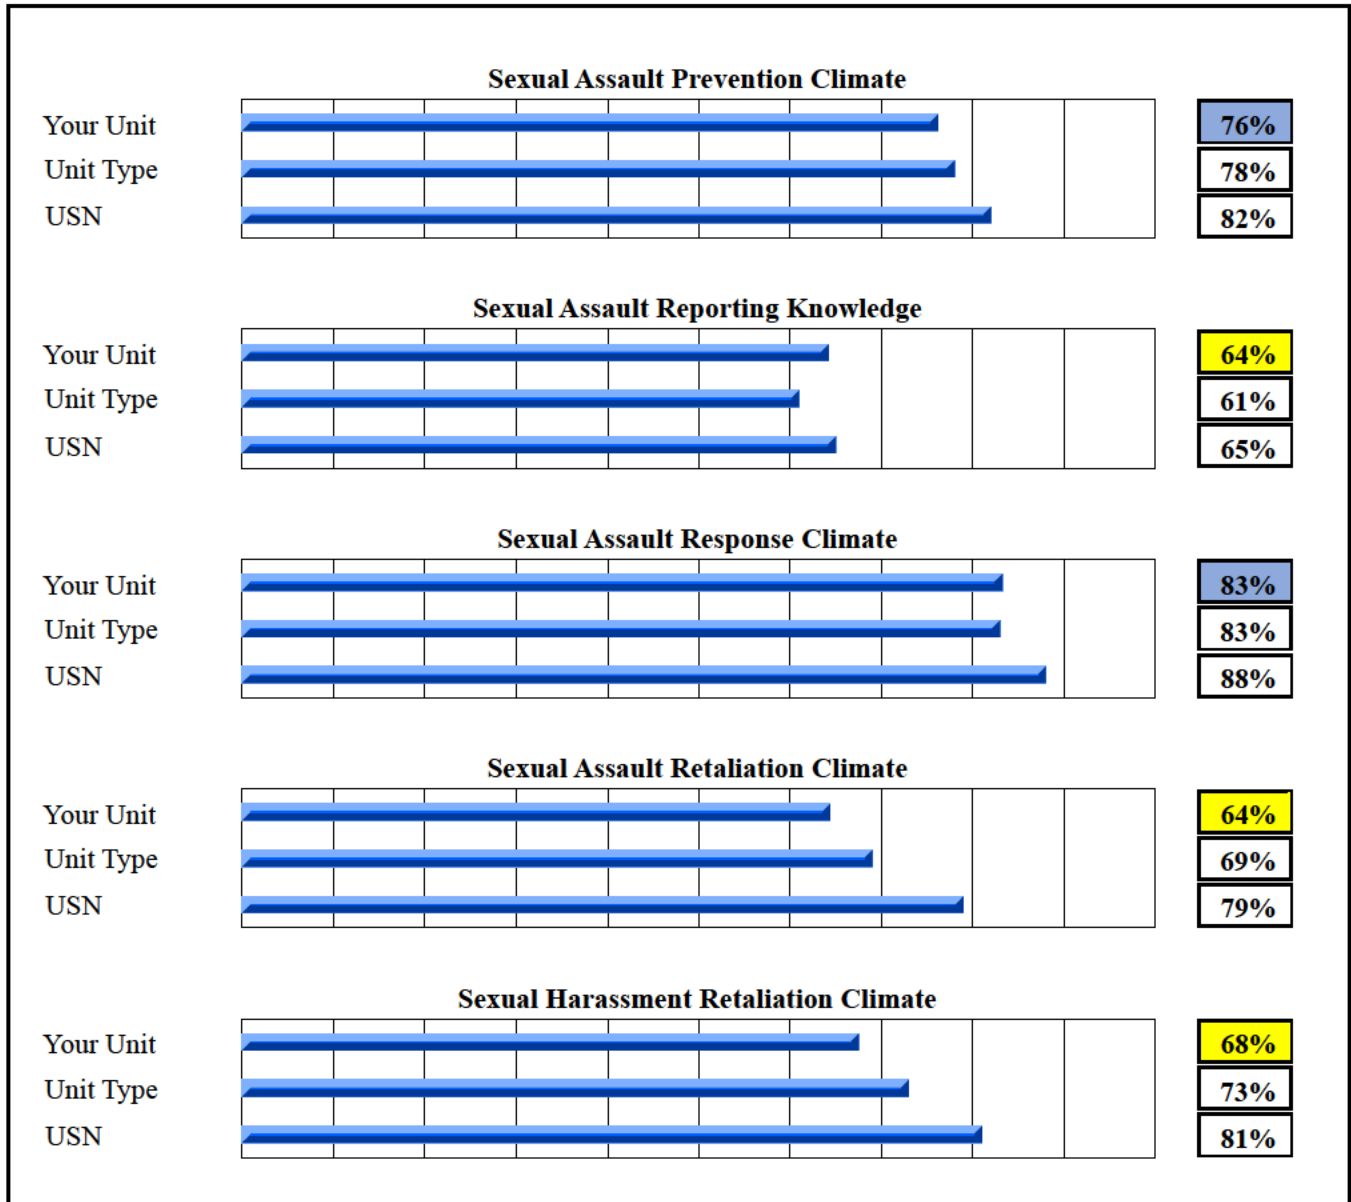 Sexual Assault Prevention Climate
Your Unit 76%
Unit Type 78%
USN 82%
Sexual Assault Reporting Knowledge
Your Unit 64%
Unit Type 61%
USN 65%
Sexual Assault Response Climate
Your Unit 83%
Unit Type 83%
USN 88%
Sexual Assault Retaliation Climate
Your Unit 64%
Unit Type 69%
USN 79%
Sexual Harassment Retaliation Climate
Your Unit 68%
Unit Type 73%
USN 81%